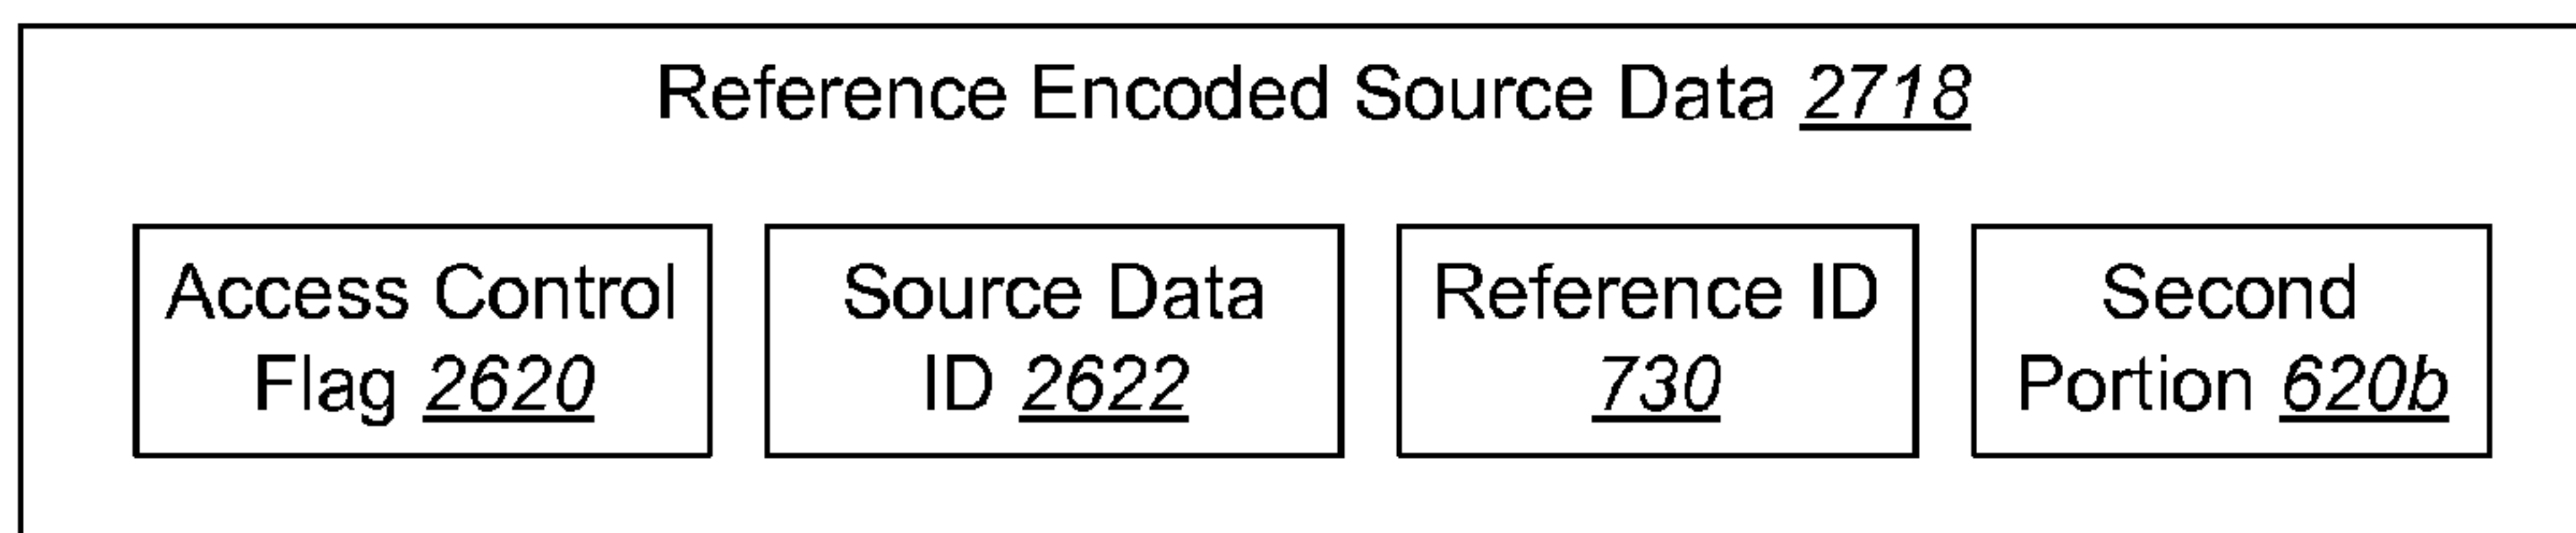 Reference Encoded Source Data 2718
Access Control
Flag 2620
Source Data
ID 2622
Reference ID
730
Second
Portion 620b